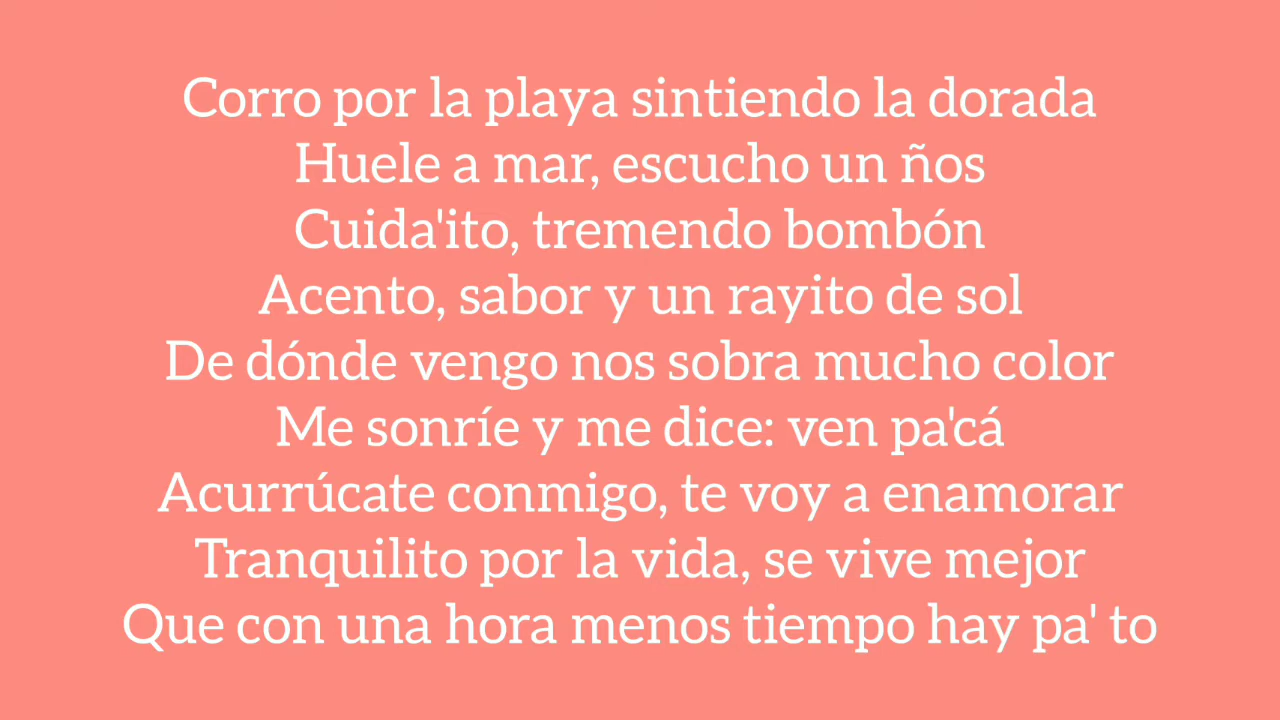 Corro por la playa sintiendo la dorada
Huele a mar, escucho un ños
Cuida'ito, tremendo bombón
Acento, sabor y un rayito de sol
De dónde vengo nos sobra mucho color
Me sonríe y me dice: ven pa'cá
Acurrúcate conmigo, te voy a enamorar
Tranquilito por la vida, se vive mejor
Que con una hora menos tiempo hay pa' to